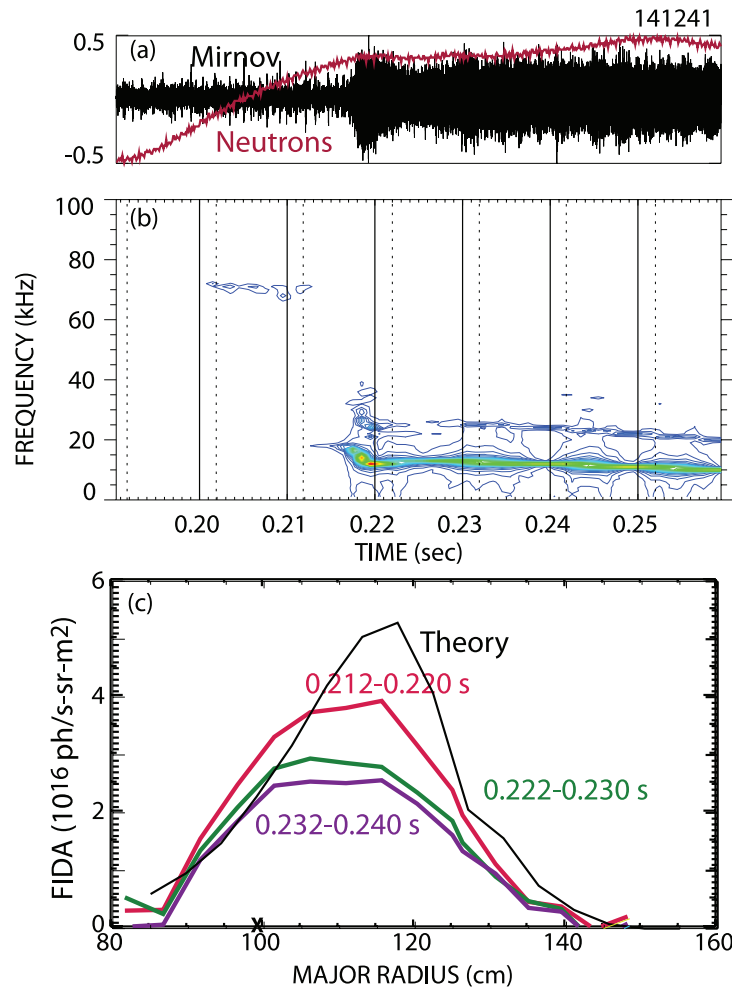 141241
0.5
(a)
Mirnov
Neutrons
-0.5
100
(b)
80
60
40
20
0
FREQUENCY (kHz)
0.20 0.21 0.22 0.23 0.24 0.25
TIME (sec)
6
(c)
Theory
0.212-0.220 s
4
0.222-0.230 s
2
0.232-0.240 s
0
FIDA (10¹⁶ ph/s-sr-m²)
X
80 100 120 140 160
MAJOR RADIUS (cm)